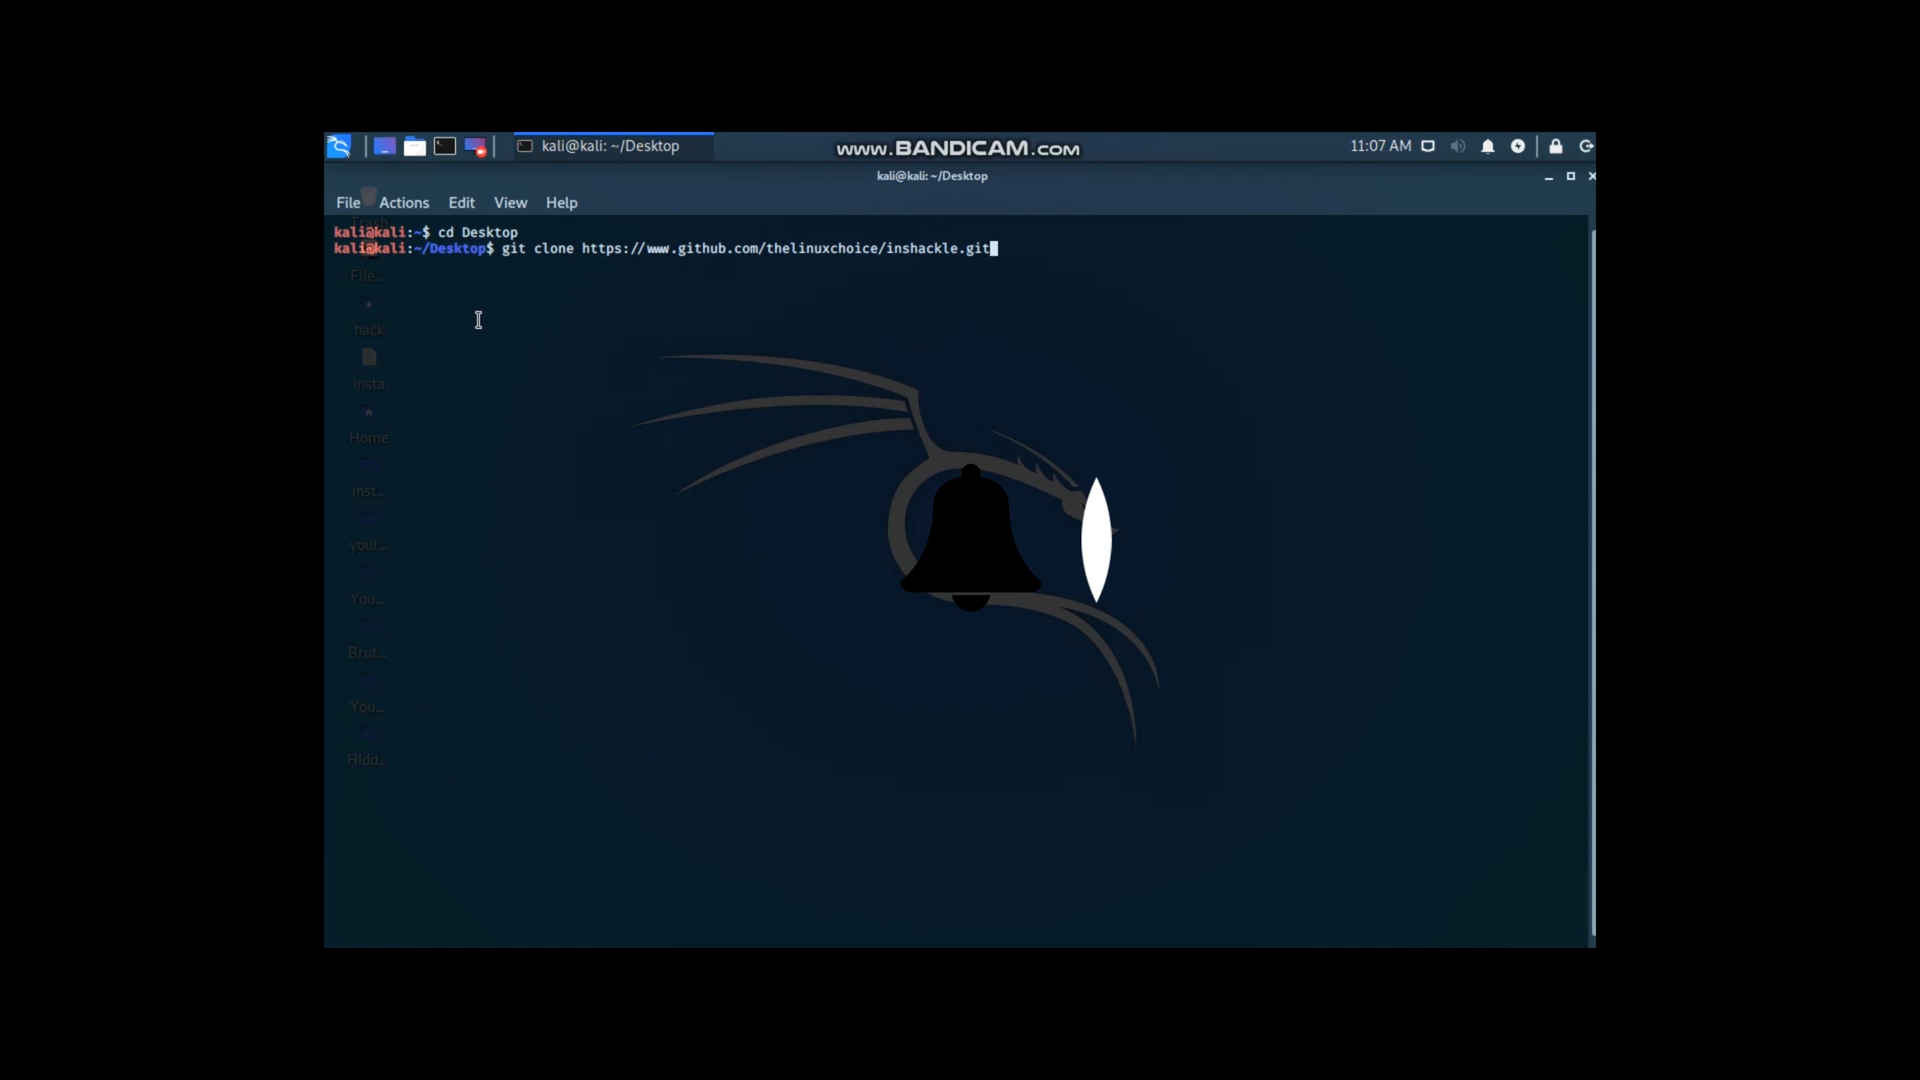 kali@kali: ~/Desktop
www.BANDICAM.com
11:07 AM
kali@kali: ~/Desktop
File Actions Edit View Help
Trash
kali@kali:~$ cd Desktop
kali@kali:~/Desktop$ git clone https://www.github.com/thelinuxchoice/inshackle.git
File ...
hack
insta
Home
inst...
yout...
You...
Brut...
You...
Hidd...